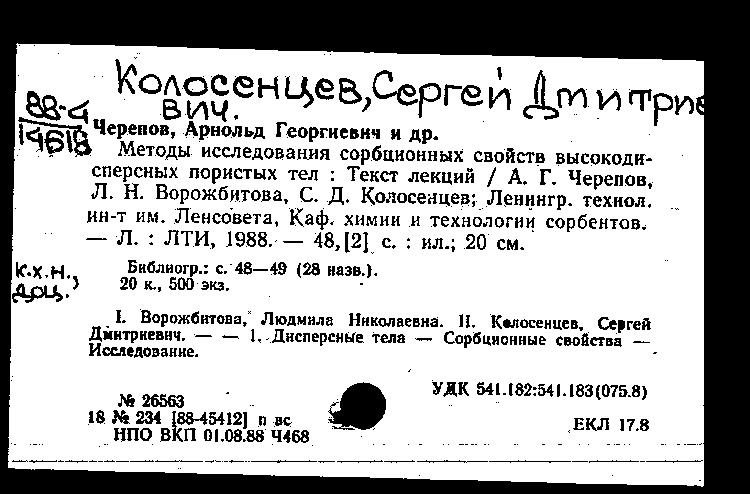 Колосенцев, Сергей Дмитрие
вич.
88-4
14618
Черепов, Арнольд Георгиевич и др.
Методы исследования сорбционных свойств высокоди-
сперсных пористых тел : Текст лекций / А. Г. Черепов,
Л. Н. Ворожбитова, С. Д. Колосенцев; Ленингр. технол.
ин-т им. Ленсовета, Каф. химии и технологии сорбентов.
— Л. : ЛТИ, 1988. — 48, [2] с. : ил.; 20 см.
Библиогр.: с. 48—49 (28 назв.).
к.х.н.,
20 к., 500 экз.
доц.
I. Ворожбитова, Людмила Николаевна. II. Колосенцев, Сергей
Дмитриевич. — — 1. Дисперсные тела — Сорбционные свойства —
Исследование.
УДК 541.182:541.183(075.8)
№ 26563
18 № 234 [88-45412] п вс
ЕКЛ 17.8
НПО ВКП 01.08.88 Ч468